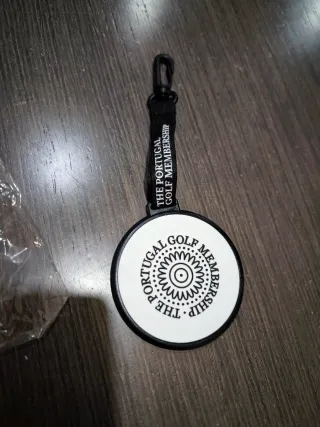 THE PORTUGAL
GOLF MEMBERSHIP
THE PORTUGAL GOLF MEMBERSHIP ·